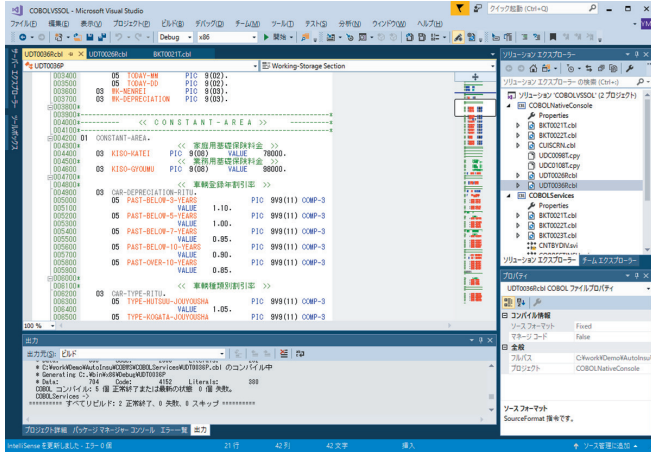 COBOLVSSOL - Microsoft Visual Studio
クイック起動 (Ctrl+Q)
ファイル(F) 編集(E) 表示(V) プロジェクト(P) ビルド(B) デバッグ(D) チーム(M) ツール(T) テスト(S) 分析(N) ウィンドウ(W) ヘルプ(H)
Debug x86 開始
サーバー エクスプローラー
ツールボックス
UDT0036R.cbl UDT0026R.cbl BKT0021T.cbl
UDT0036P Working-Storage Section
003400 05 TODAY-MM PIC 9(02).
003500 05 TODAY-DD PIC 9(02).
003600 03 WK-NENREI PIC 9(03).
003700 03 WK-DEPRECIATION PIC 9(03).
003800*
003900*
004000*---------- << C O N S T A N T - A R E A >>
004100*
004200 01 CONSTANT-AREA.
004300* << 家庭用基礎保険料金 >>
004400 03 KISO-KATEI PIC 9(08) VALUE 78000.
004500* << 業務用基礎保険料金 >>
004600 03 KISO-GYOUMU PIC 9(08) VALUE 98000.
004700*
004800* << 車輌登録年割引率 >>
004900 03 CAR-DEPRECIATION-RITU.
005000 05 PAST-BELOW-3-YEARS PIC 9V9(11) COMP-3
005100 VALUE 1.10.
005200 05 PAST-BELOW-5-YEARS PIC 9V9(11) COMP-3
005300 VALUE 1.00.
005400 05 PAST-BELOW-7-YEARS PIC 9V9(11) COMP-3
005500 VALUE 0.95.
005600 05 PAST-BELOW-10-YEARS PIC 9V9(11) COMP-3
005700 VALUE 0.90.
005800 05 PAST-OVER-10-YEARS PIC 9V9(11) COMP-3
VALUE 0.85.
006100* << 車輌種類別割引率 >>
006200 03 CAR-TYPE-RITU.
006300 05 TYPE-HUTSUU-JOUYOUSHA PIC 9V9(11) COMP-3
006400 VALUE 1.05.
006500 05 TYPE-KOGATA-JOUYOUSHA PIC 9V9(11) COMP-3
100 %
出力
出力元(S): ビルド
* Generating C:
* Data: 704 Code: 4152 Literals: 380
COBOL コンパイル: 5 個 正常終了または最新の状態 0 個 失敗。
COBOLServices ->
========== すべてリビルド: 2 正常終了、0 失敗、0 スキップ ==========
プロジェクト詳細 パッケージ マネージャー コンソール エラー一覧 出力
ソリューション エクスプローラー
ソリューション エクスプローラー の検索 (Ctrl+;)
ソリューション 'COBOLVSSOL' (2 プロジェクト)
COBOLNativeConsole
Properties
BKT0021T.cbl
BKT0022T.cbl
CUISCRN.cbl
UDC0098T.cpy
UDC0108T.cpy
UDT0026R.cbl
UDT0036R.cbl
COBOLServices
Properties
BKT0021T.cbl
BKT0022T.cbl
BKT0023T.cbl
CNTBYDIV.svi
ソリューション エクスプローラー チーム エクスプローラー
プロパティ
UDT0036R.cbl COBOL ファイルプロパティ
コンパイル情報
ソース フォーマット Fixed
マネージ コード False
全般
フルパス C:¥work¥Demo¥AutoInsu¥
プロジェクト COBOLNativeConsole
ソース フォーマット
SourceFormat 指令です。
IntelliSense を更新しました - エラー 0 個 21 行 42 列 42 文字 挿入 ソース管理に追加